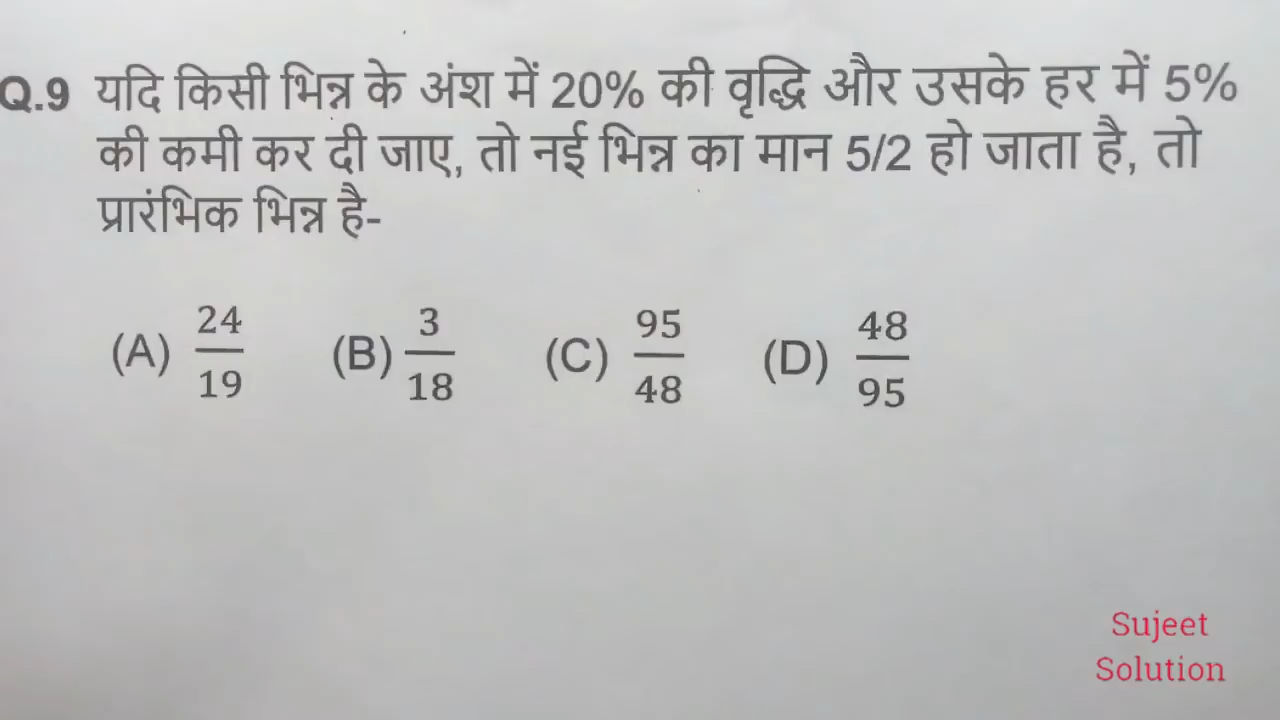 Q.9 यदि किसी भिन्न के अंश में 20% की वृद्धि और उसके हर में 5%
की कमी कर दी जाए, तो नई भिन्न का मान 5/2 हो जाता है, तो
प्रारंभिक भिन्न है-
(A) 24/19 (B) 3/18 (C) 95/48 (D) 48/95
Sujeet
Solution